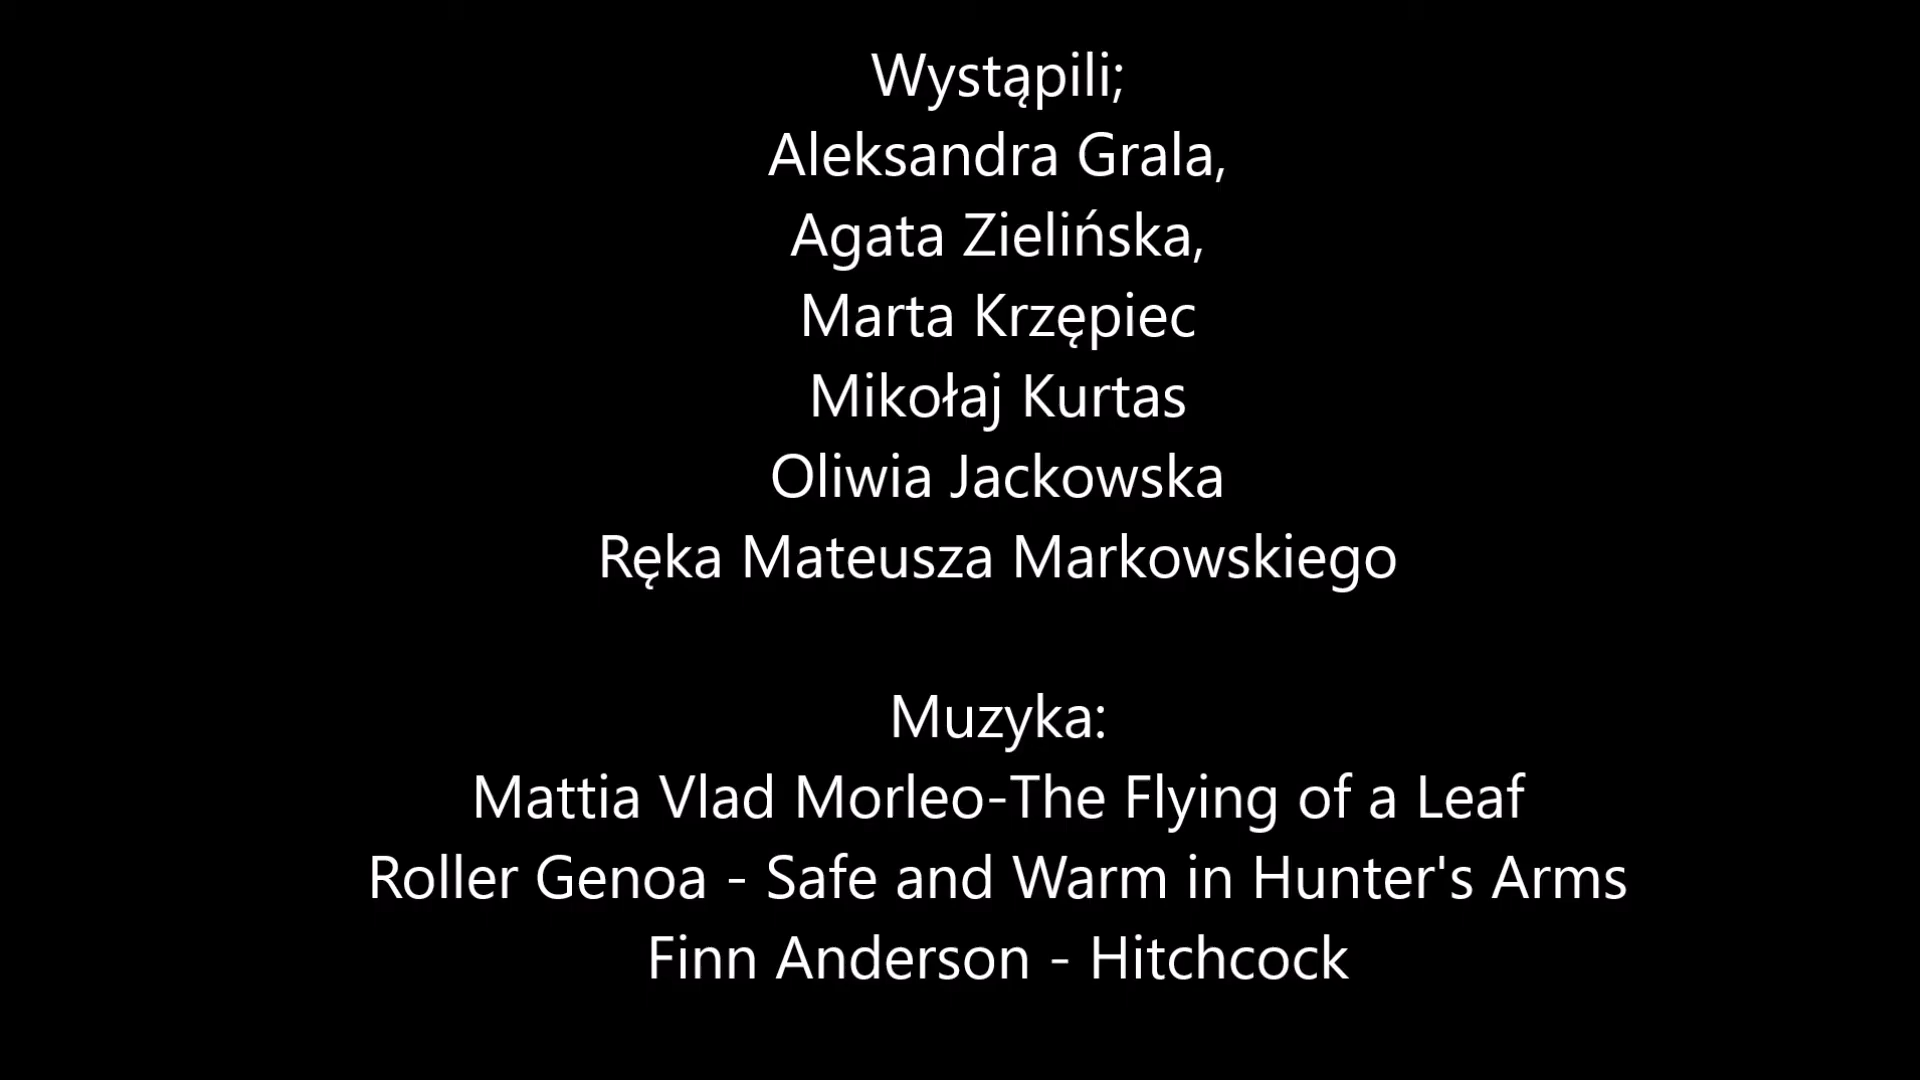 Wystąpili;
Aleksandra Grala,
Agata Zielińska,
Marta Krzępiec
Mikołaj Kurtas
Oliwia Jackowska
Ręka Mateusza Markowskiego
Muzyka:
Mattia Vlad Morleo-The Flying of a Leaf
Roller Genoa - Safe and Warm in Hunter's Arms
Finn Anderson - Hitchcock